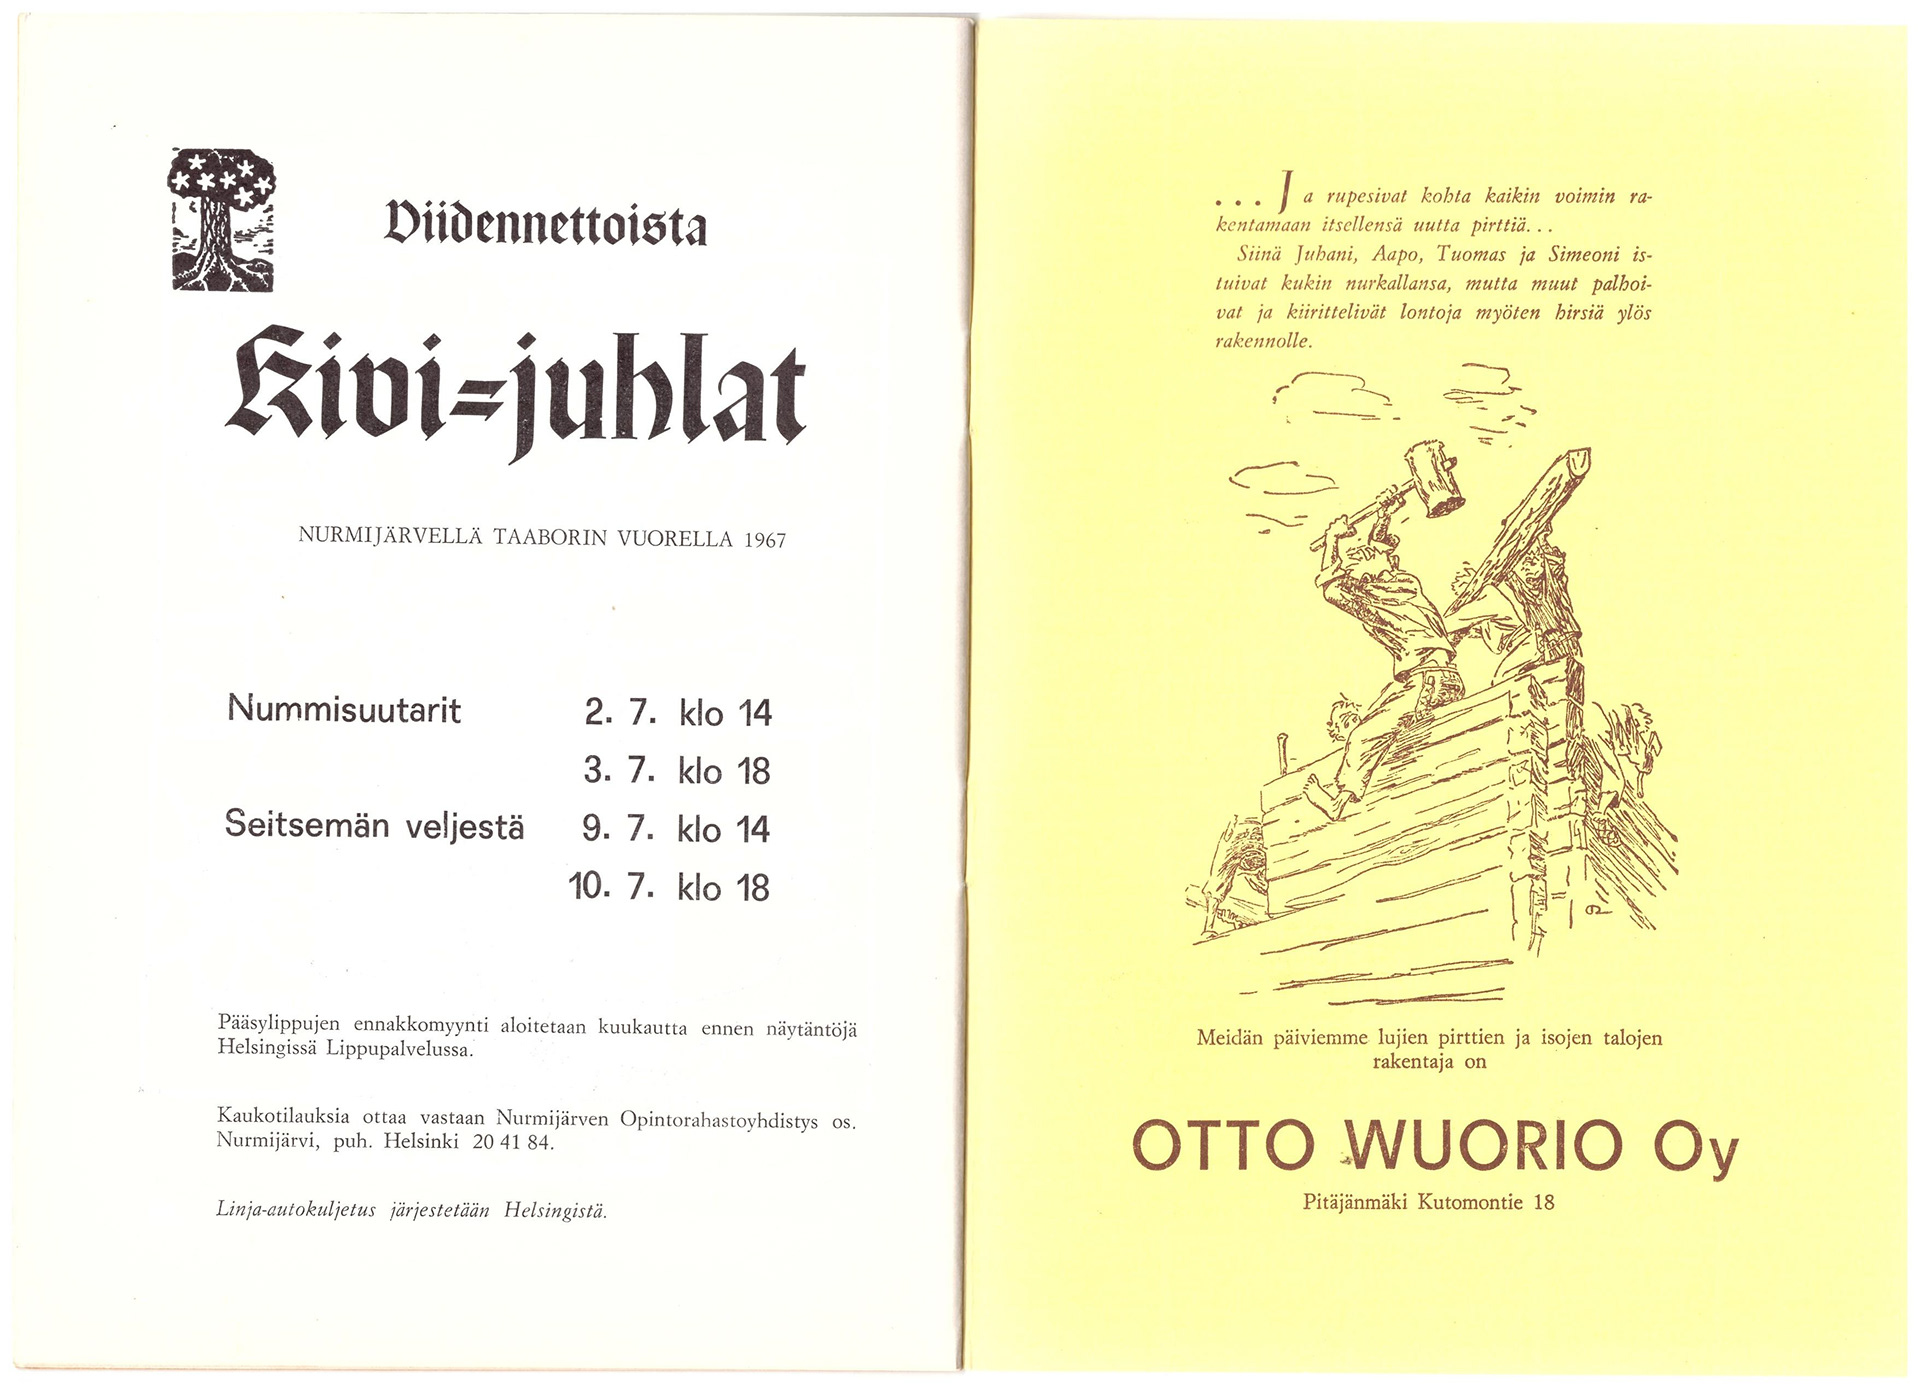 Viidennettoista
Kivi=juhlat
NURMIJÄRVELLÄ TAABORIN VUORELLA 1967
Nummisuutarit 2. 7. klo 14
3. 7. klo 18
Seitsemän veljestä 9. 7. klo 14
10. 7. klo 18
Pääsylippujen ennakkomyynti aloitetaan kuukautta ennen näytäntöjä
Helsingissä Lippupalvelussa.
Kaukotilauksia ottaa vastaan Nurmijärven Opintorahastoyhdistys os.
Nurmijärvi, puh. Helsinki 20 41 84.
Linja-autokuljetus järjestetään Helsingistä.
... Ja rupesivat kohta kaikin voimin ra-
kentamaan itsellensä uutta pirttiä...
Siinä Juhani, Aapo, Tuomas ja Simeoni is-
tuivat kukin nurkallansa, mutta muut palhoi-
vat ja kiirittelivät lontoja myöten hirsiä ylös
rakennolle.
Meidän päiviemme lujien pirttien ja isojen talojen
rakentaja on
OTTO WUORIO Oy
Pitäjänmäki Kutomontie 18